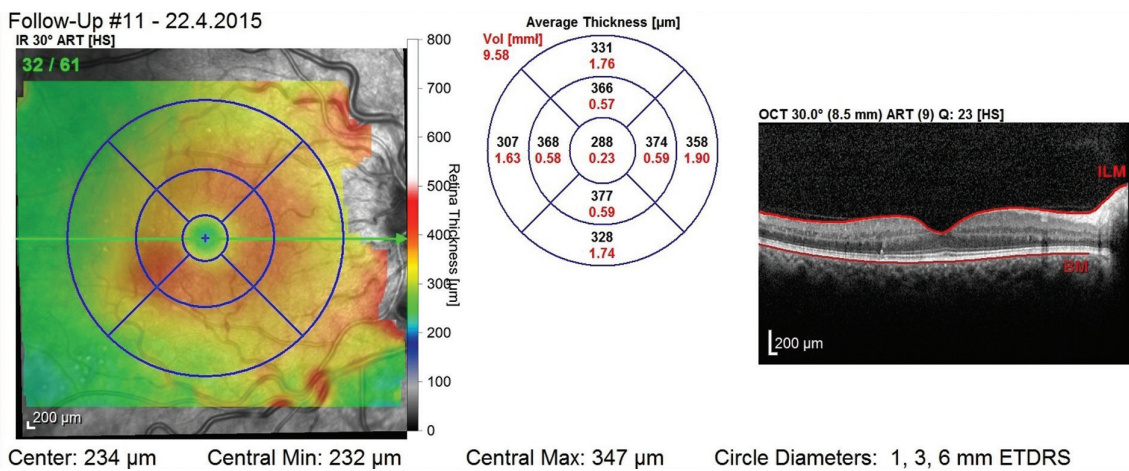 Follow-Up #11 - 22.4.2015
IR 30° ART [HS]
32 / 61
200 µm
800
700
600
500
400
300
200
100
0
Retina Thickness [µm]
Average Thickness [µm]
Vol [mmł]
9.58
331
1.76
366
0.57
307 368 288 374 358
1.63 0.58 0.23 0.59 1.90
377
0.59
328
1.74
OCT 30.0° (8.5 mm) ART (9) Q: 23 [HS]
ILM
BM
200 µm
Center: 234 µm Central Min: 232 µm Central Max: 347 µm Circle Diameters: 1, 3, 6 mm ETDRS